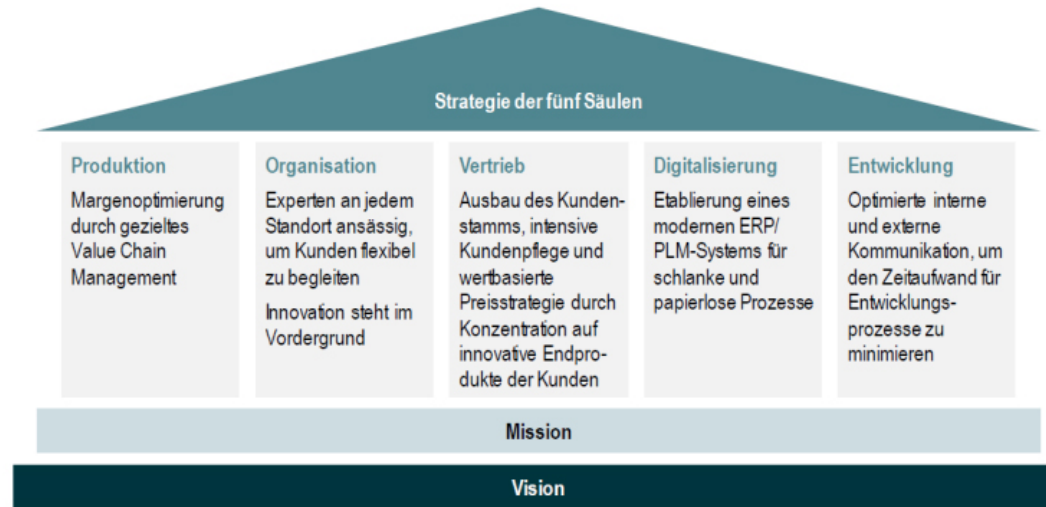 Strategie der fünf Säulen
Produktion
Margenoptimierung
durch gezieltes
Value Chain
Management
Organisation
Experten an jedem
Standort ansässig,
um Kunden flexibel
zu begleiten
Innovation steht im
Vordergrund
Vertrieb
Ausbau des Kunden-
stamms, intensive
Kundenpflege und
wertbasierte
Preisstrategie durch
Konzentration auf
innovative Endpro-
dukte der Kunden
Digitalisierung
Etablierung eines
modernen ERP/
PLM-Systems für
schlanke und
papierlose Prozesse
Entwicklung
Optimierte interne
und externe
Kommunikation, um
den Zeitaufwand für
Entwicklungs-
prozesse zu
minimieren
Mission
Vision